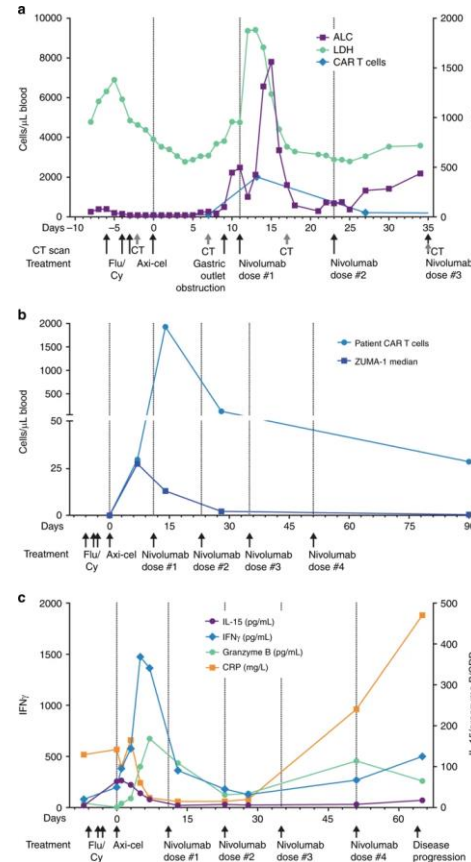 a
10000
2000
ALC
LDH
CAR T cells
8000
1500
6000
Cells/μL blood
1000
4000
500
2000
0
0
Days
−10
−5
0
5
10
15
20
25
30
35
CT scan
CT
CT
CT
CT
Treatment
Flu/
Cy
Axi-cel
Gastric
outlet
obstruction
Nivolumab
dose #1
Nivolumab
dose #2
Nivolumab
dose #3
b
2000
Patient CAR T cells
ZUMA-1 median
1500
1000
500
Cells/μL blood
50
25
0
Days
0
15
30
45
60
75
90
Treatment
Flu/
Cy
Axi-cel
Nivolumab
dose #1
Nivolumab
dose #2
Nivolumab
dose #3
Nivolumab
dose #4
c
2000
500
IL-15 (pg/mL)
IFNγ (pg/mL)
Granzyme B (pg/mL)
CRP (mg/L)
400
1500
300
IFNγ
1000
200
500
100
0
0
Days
0
10
20
30
40
50
60
Treatment
Flu/
Cy
Axi-cel
Nivolumab
dose #1
Nivolumab
dose #2
Nivolumab
dose #3
Nivolumab
dose #4
Disease
progression